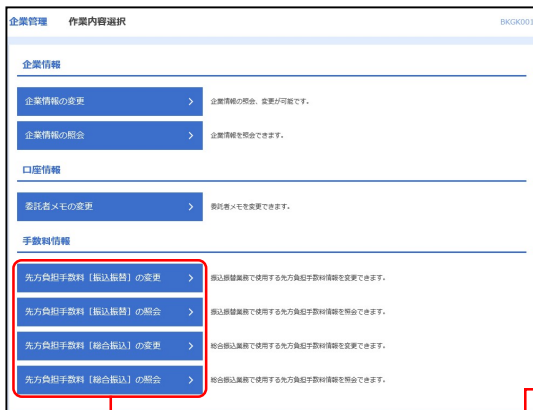 企業管理 作業内容選択 BKGK001
企業情報
企業情報の変更 企業情報の照会、変更が可能です。
企業情報の照会 企業情報を照会できます。
口座情報
委託者メモの変更 委託者メモを変更できます。
手数料情報
先方負担手数料［振込振替］の変更 振込振替業務で使用する先方負担手数料情報を変更できます。
先方負担手数料［振込振替］の照会 振込振替業務で使用する先方負担手数料情報を照会できます。
先方負担手数料［総合振込］の変更 総合振込業務で使用する先方負担手数料情報を変更できます。
先方負担手数料［総合振込］の照会 総合振込業務で使用する先方負担手数料情報を照会できます。